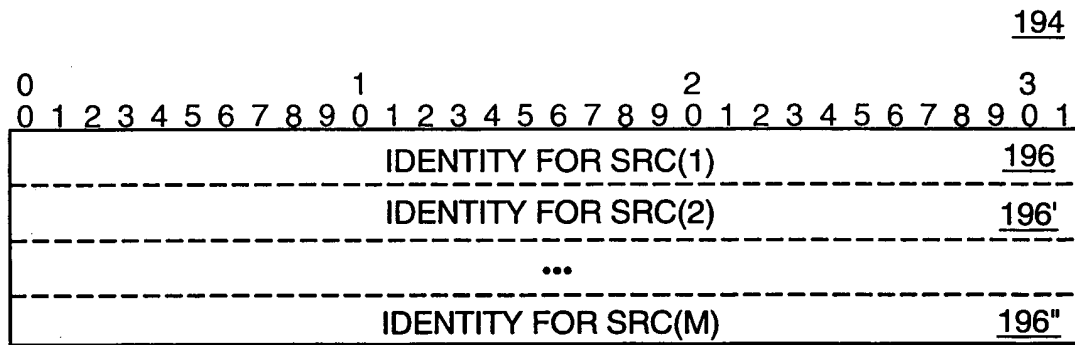 194
0 1 2 3
0 1 2 3 4 5 6 7 8 9 0 1 2 3 4 5 6 7 8 9 0 1 2 3 4 5 6 7 8 9 0 1
IDENTITY FOR SRC(1) 196
IDENTITY FOR SRC(2) 196'
•••
IDENTITY FOR SRC(M) 196"